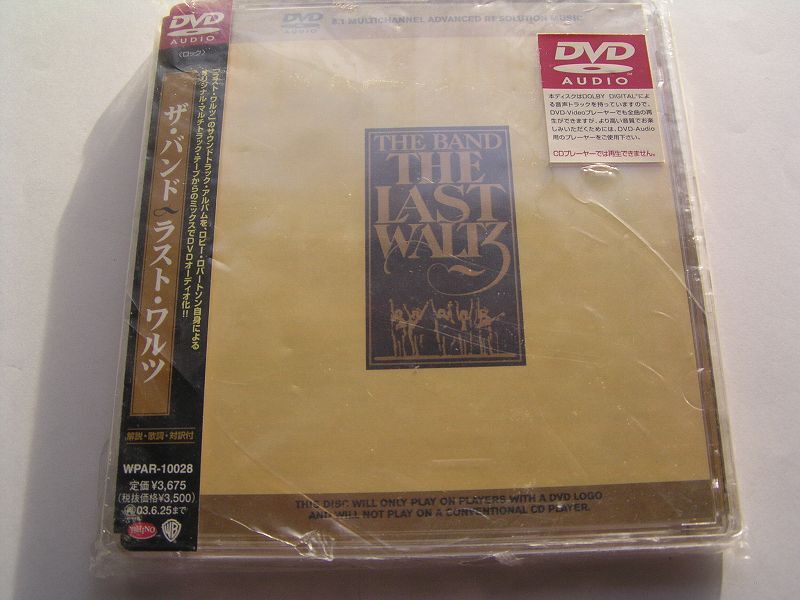 DVD
AUDIO
〈ロック〉
「ラスト・ワルツ」のサウンドトラック・アルバムを、ロビー・ロバートソン自身による
オリジナル・マルチトラック・テープからのミックスでDVDオーディオ化!!
ザ・バンド〜ラスト・ワルツ
解説・歌詞・対訳付
WPAR-10028
定価¥3,675
(税抜価格¥3,500)
再03.6.25まで
RHINO
WB
DVD
AUDIO
5.1 MULTICHANNEL ADVANCED RESOLUTION MUSIC
DVD
AUDIO
本ディスクはDOLBY DIGITALによ
る音声トラックを持っていますので、
DVD-Videoプレーヤーでも全曲の再
生ができますが、より高い音質でお楽
しみいただくためには、DVD-Audio
用のプレーヤーをご使用下さい。
CDプレーヤーでは再生できません。
THE BAND
THE
LAST
WALTZ
THIS DISC WILL ONLY PLAY ON PLAYERS WITH A DVD LOGO
AND WILL NOT PLAY ON A CONVENTIONAL CD PLAYER.